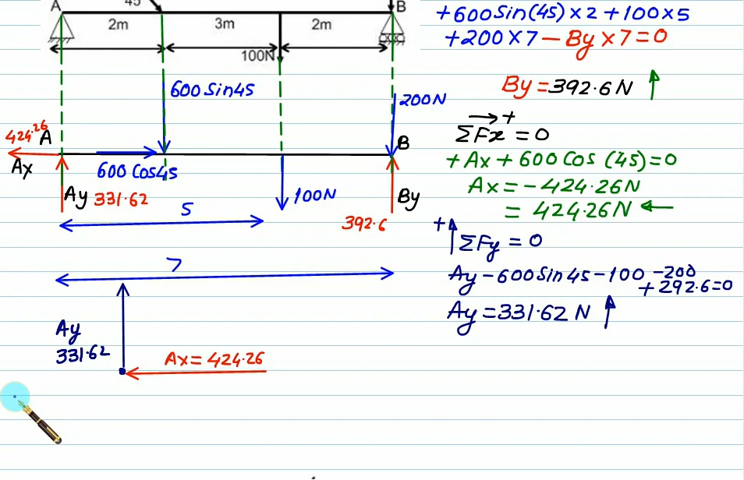 45
A
B
2m
3m
2m
100N
600 Sin45
200N
424.26
A
B
Ax
600 Cos45
Ay 331.62
100N
By
392.6
5
7
Ay
331.62
Ax = 424.26
+600 Sin(45) × 2 + 100 × 5
+200 × 7 - By × 7 = 0
By = 392.6 N ↑
→+
ΣFx = 0
+Ax + 600 Cos (45) = 0
Ax = -424.26N
= 424.26N ←
+↑ ΣFy = 0
Ay - 600 Sin 45 - 100 -200
+292.6=0
Ay = 331.62 N ↑